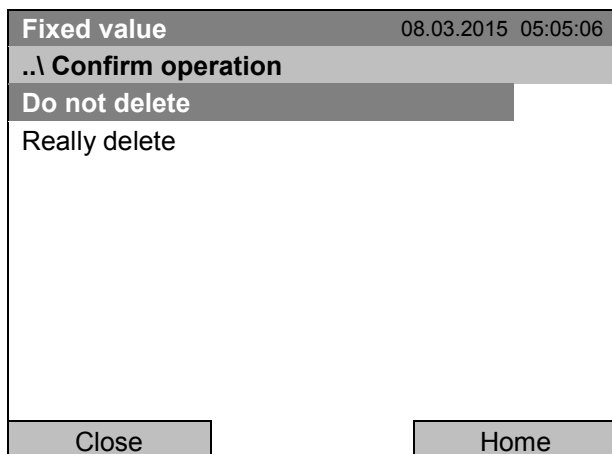 Fixed value 08.03.2015 05:05:06
..\ Confirm operation
Do not delete
Really delete
Close Home